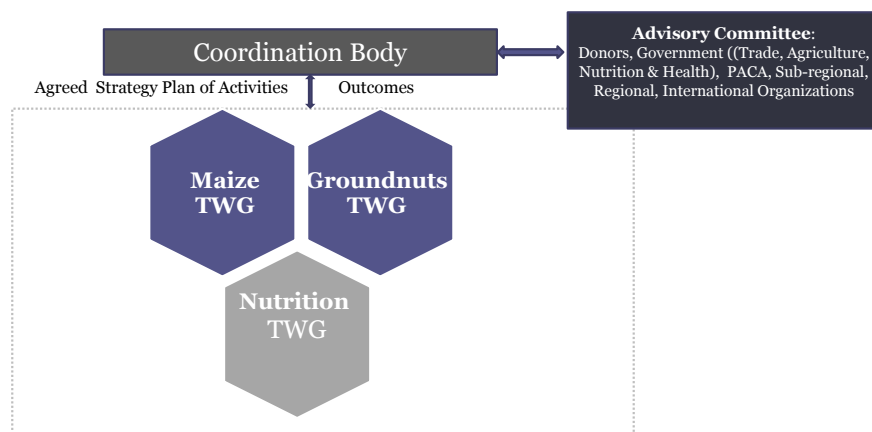 Coordination Body
Advisory Committee:
Donors, Government ((Trade, Agriculture,
Nutrition & Health), PACA, Sub-regional,
Regional, International Organizations
Agreed Strategy Plan of Activities
Outcomes
Maize
TWG
Groundnuts
TWG
Nutrition
TWG